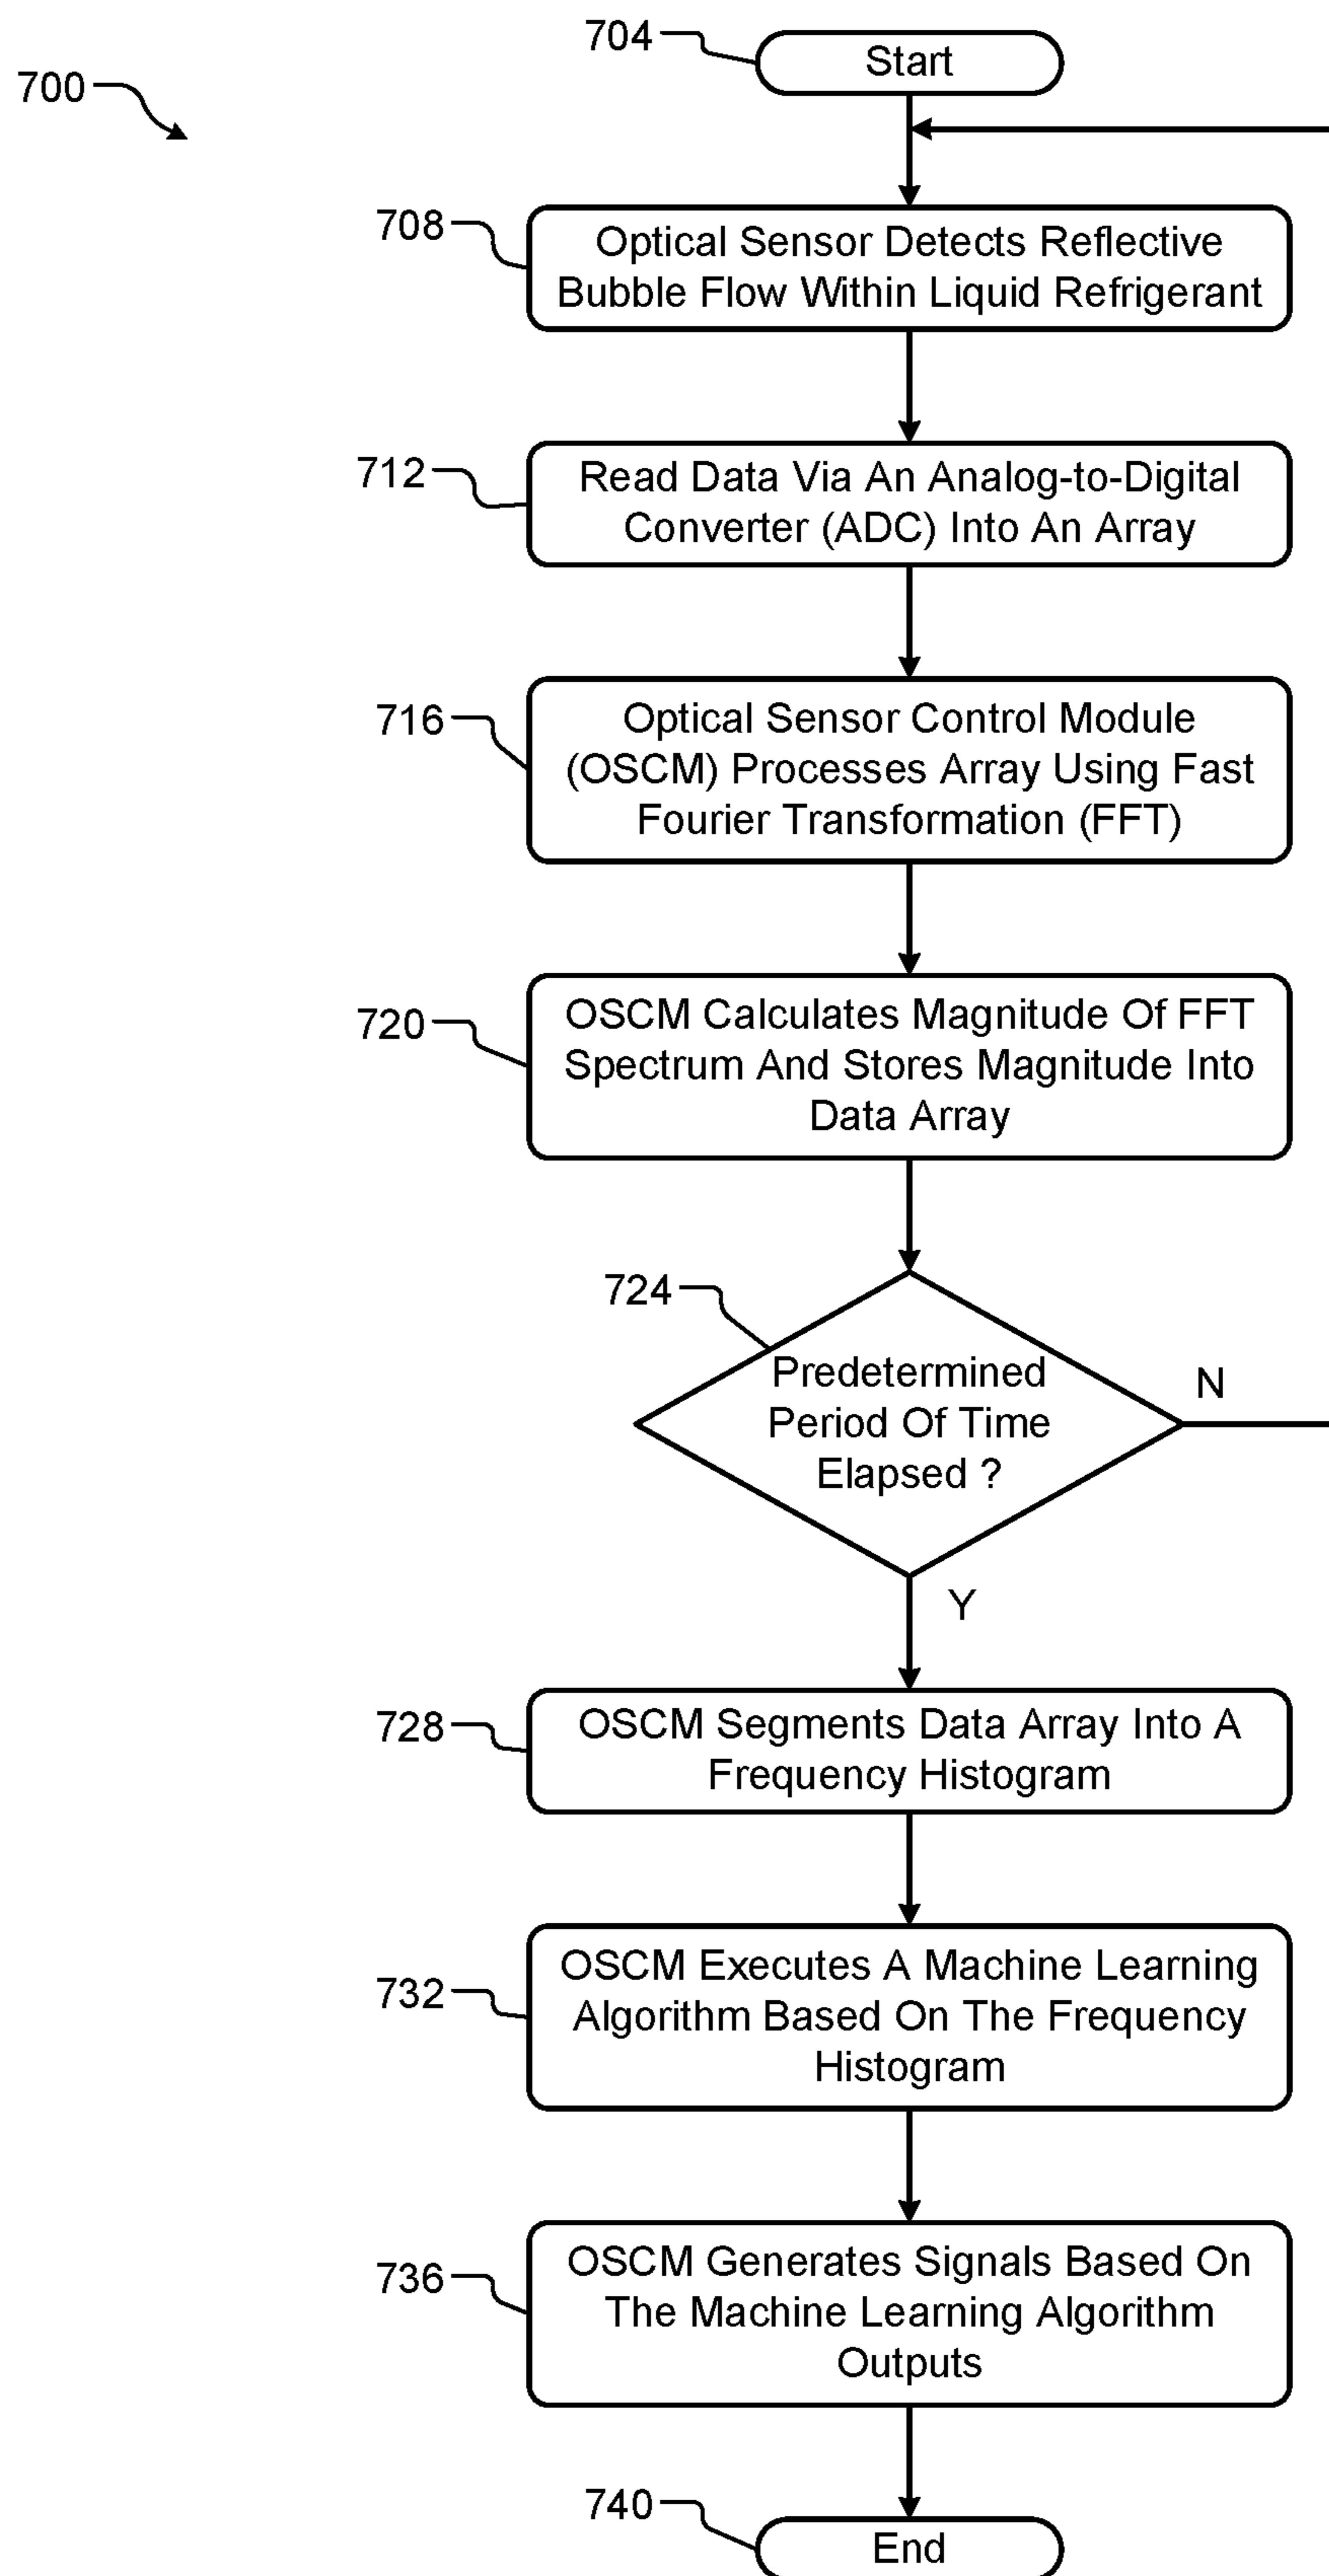 704
Start
700
708
Optical Sensor Detects Reflective
Bubble Flow Within Liquid Refrigerant
712
Read Data Via An Analog-to-Digital
Converter (ADC) Into An Array
716
Optical Sensor Control Module
(OSCM) Processes Array Using Fast
Fourier Transformation (FFT)
720
OSCM Calculates Magnitude Of FFT
Spectrum And Stores Magnitude Into
Data Array
724
Predetermined
Period Of Time
Elapsed ?
N
Y
728
OSCM Segments Data Array Into A
Frequency Histogram
732
OSCM Executes A Machine Learning
Algorithm Based On The Frequency
Histogram
736
OSCM Generates Signals Based On
The Machine Learning Algorithm
Outputs
740
End